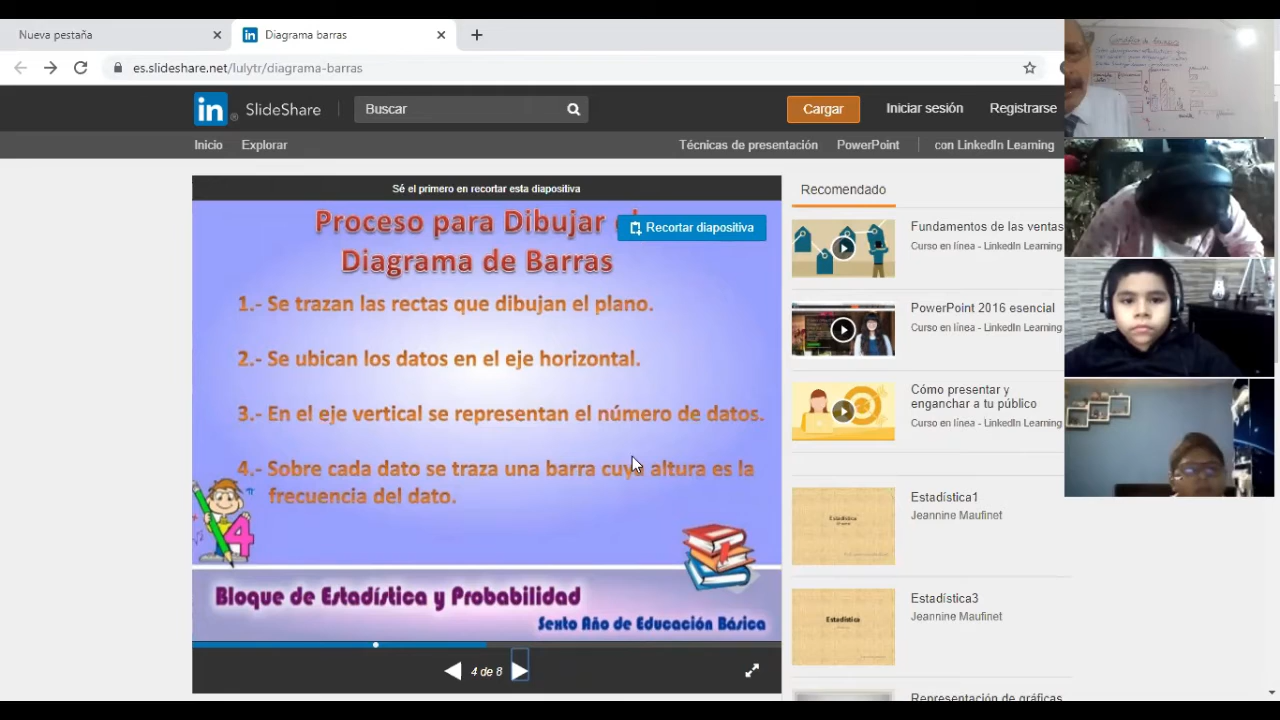 Nueva pestaña
Diagrama barras
es.slideshare.net/lulytr/diagrama-barras
in SlideShare
Buscar
Cargar
Iniciar sesión
Registrarse
Inicio
Explorar
Técnicas de presentación
PowerPoint
con LinkedIn Learning
Sé el primero en recortar esta diapositiva
Proceso para Dibujar
Recortar diapositiva
Diagrama de Barras
1.- Se trazan las rectas que dibujan el plano.
2.- Se ubican los datos en el eje horizontal.
3.- En el eje vertical se representan el número de datos.
4.- Sobre cada dato se traza una barra cuya altura es la
frecuencia del dato.
4
Bloque de Estadística y Probabilidad
Sexto Año de Educación Básica
4 de 8
Recomendado
Fundamentos de las ventas
Curso en línea - LinkedIn Learning
PowerPoint 2016 esencial
Curso en línea - LinkedIn Learning
Cómo presentar y
enganchar a tu público
Curso en línea - LinkedIn Learning
Estadística
Estadística1
Jeannine Maufinet
Estadística
Estadística3
Jeannine Maufinet
Representación de gráficas